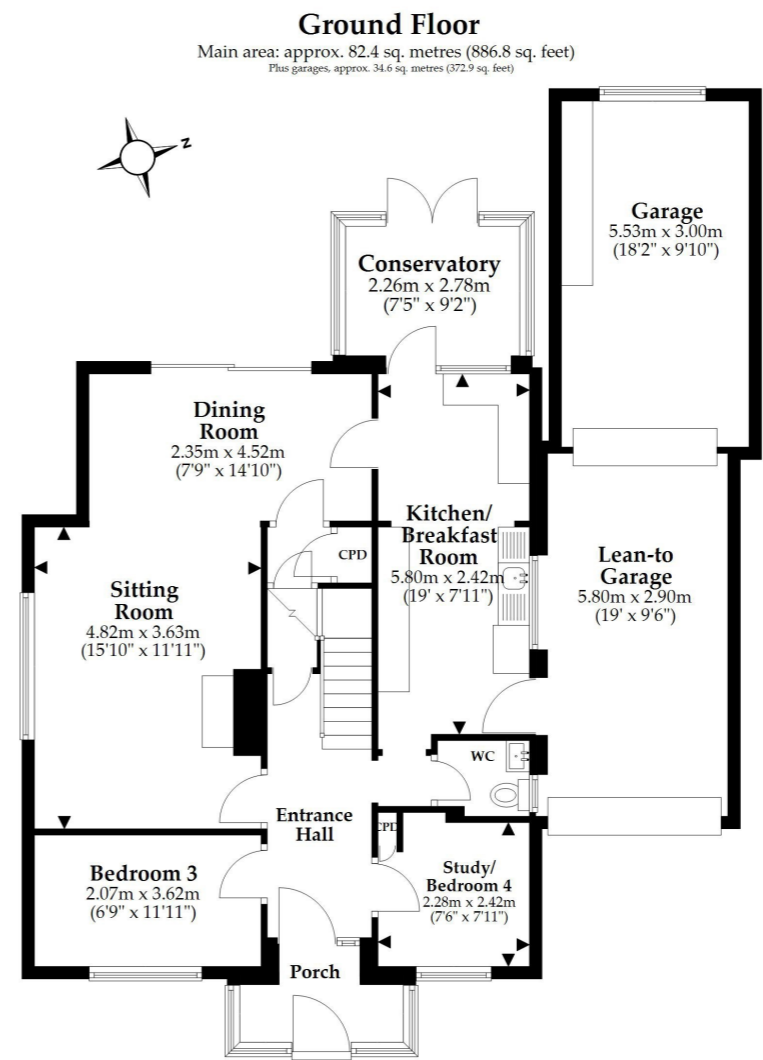 Ground Floor
Main area: approx. 82.4 sq. metres (886.8 sq. feet)
Plus garages, approx. 34.6 sq. metres (372.9 sq. feet)
Z
Garage
5.53m x 3.00m
(18'2" x 9'10")
Conservatory
2.26m x 2.78m
(7'5" x 9'2")
Dining
Room
2.35m x 4.52m
(7'9" x 14'10")
Kitchen/
Breakfast
Room
5.80m x 2.42m
(19' x 7'11")
CPD
Lean-to
Garage
5.80m x 2.90m
(19' x 9'6")
Sitting
Room
4.82m x 3.63m
(15'10" x 11'11")
WC
Entrance
Hall
CPD
Bedroom 3
2.07m x 3.62m
(6'9" x 11'11")
Study/
Bedroom 4
2.28m x 2.42m
(7'6" x 7'11")
Porch